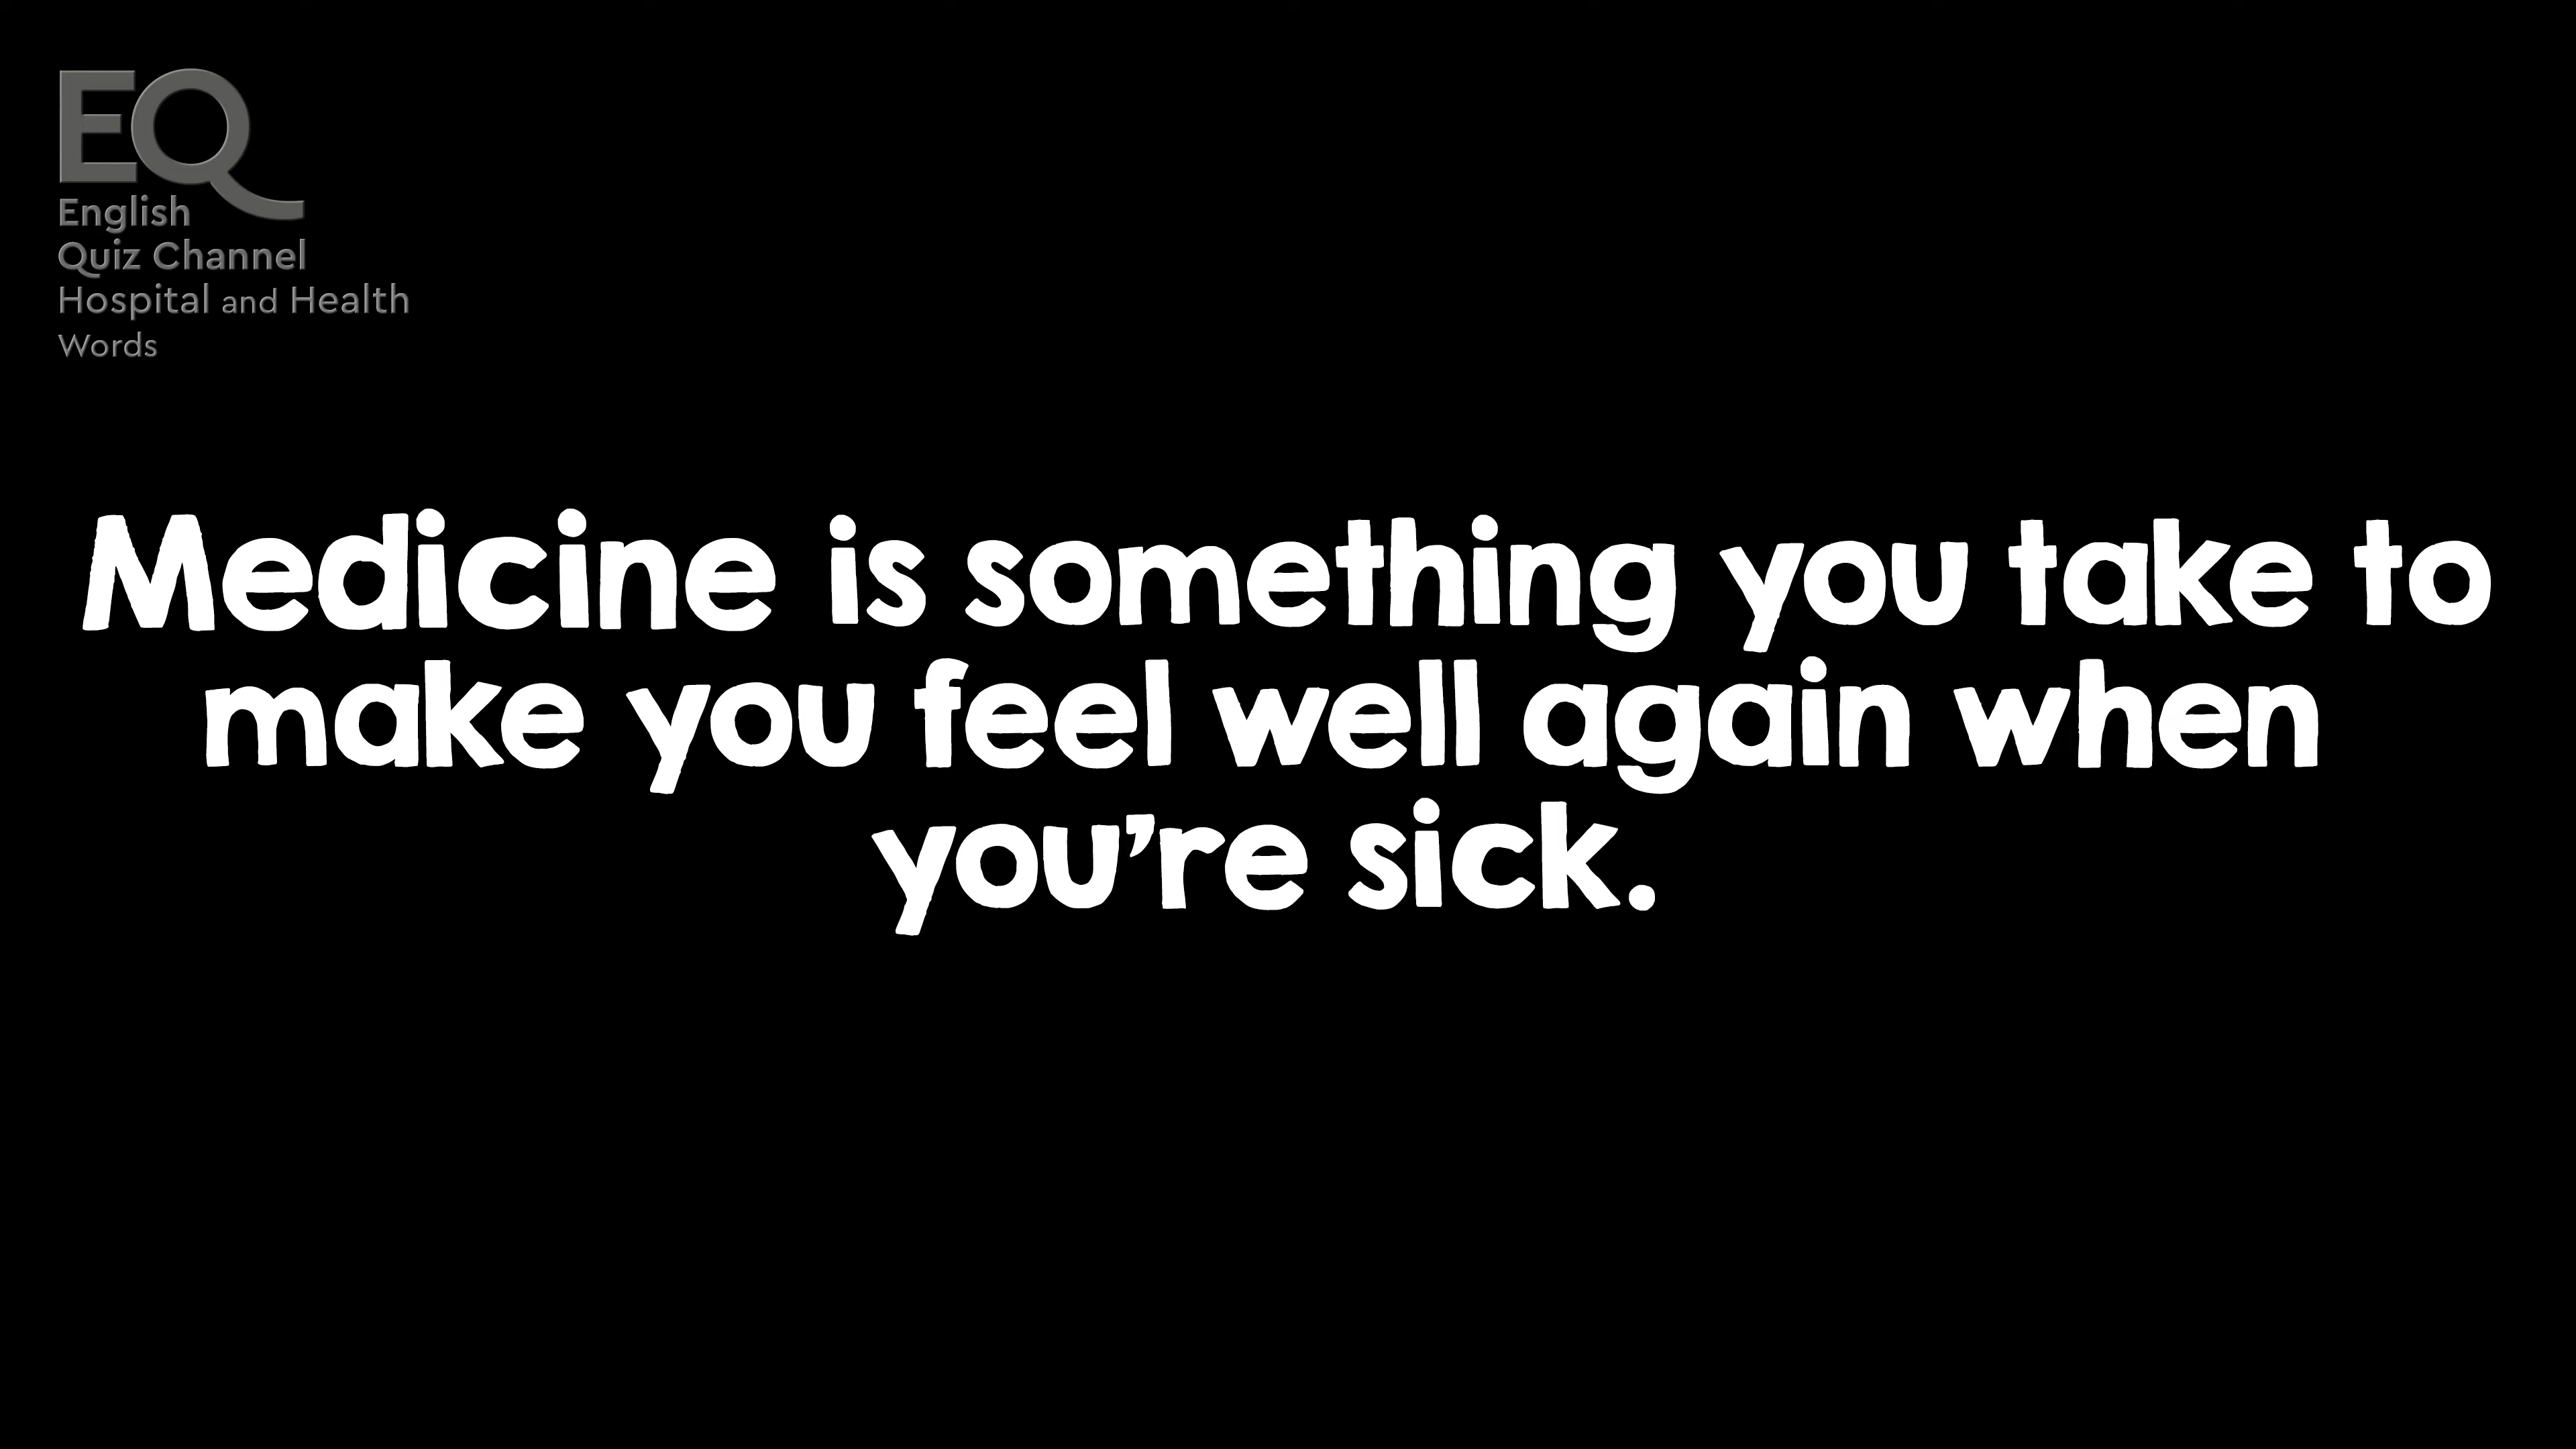 EQ
English
Quiz Channel
Hospital and Health
Words
Medicine is something you take to
make you feel well again when
you’re sick.